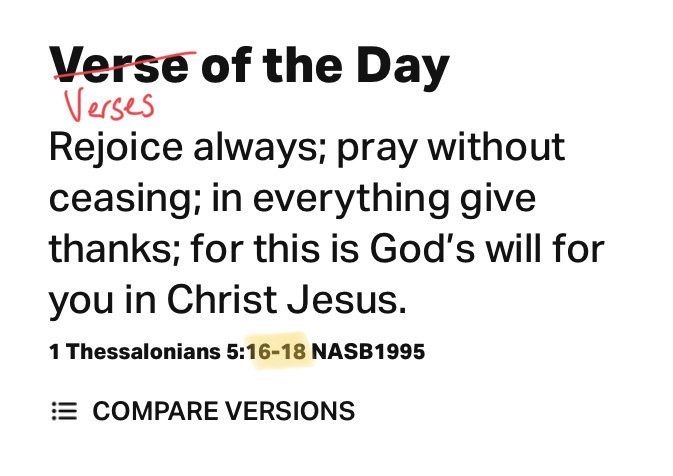 Verse of the Day
Verses
Rejoice always; pray without
ceasing; in everything give
thanks; for this is God’s will for
you in Christ Jesus.
1 Thessalonians 5:16-18 NASB1995
COMPARE VERSIONS